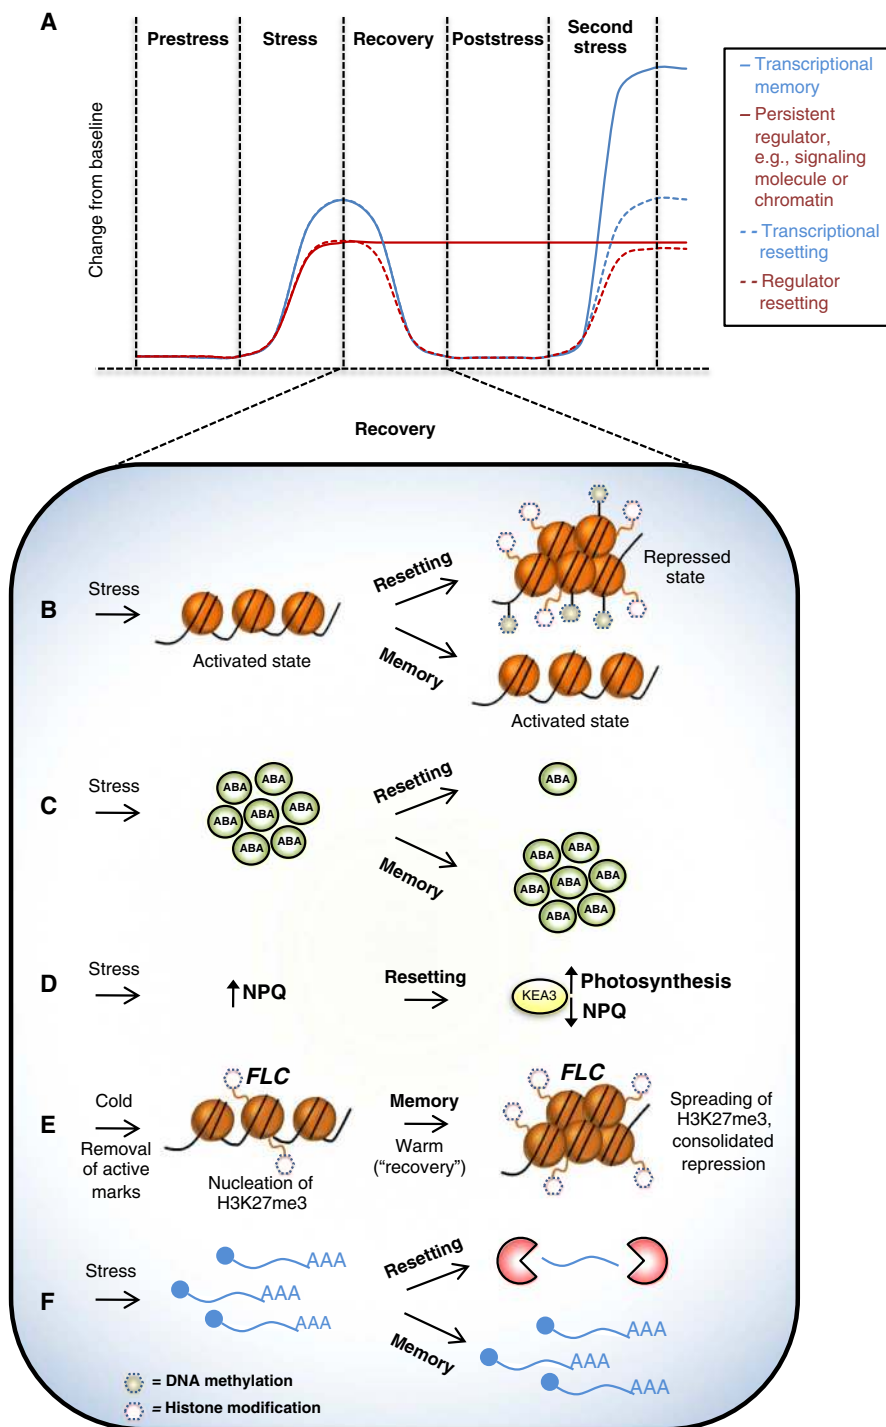 A
Prestress
Stress
Recovery
Poststress
Second
stress
Change from baseline
Transcriptional
memory
Persistent
regulator,
e.g., signaling
molecule or
chromatin
Transcriptional
resetting
Regulator
resetting
Recovery
B
Stress
Activated state
Resetting
Memory
Repressed
state
Activated state
C
Stress
ABA
ABA
ABA
ABA
ABA
ABA
ABA
Resetting
Memory
ABA
ABA
ABA
ABA
ABA
ABA
ABA
ABA
D
Stress
NPQ
Resetting
KEA3
Photosynthesis
NPQ
E
Cold
Removal
of active
marks
FLC
Nucleation of
H3K27me3
Memory
Warm
(“recovery”)
FLC
Spreading of
H3K27me3,
consolidated
repression
F
Stress
AAA
AAA
AAA
Resetting
Memory
AAA
AAA
AAA
= DNA methylation
= Histone modification